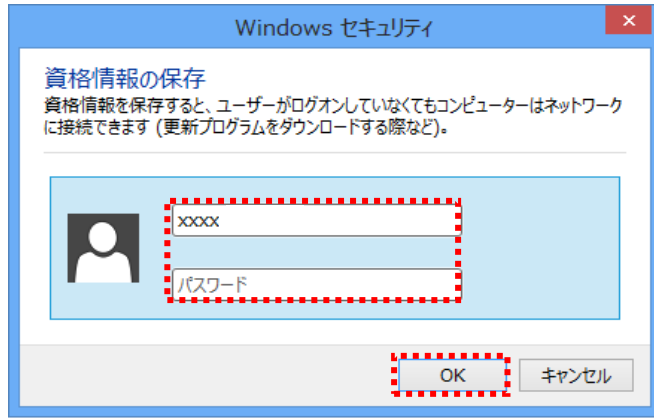 Windows セキュリティ
資格情報の保存
資格情報を保存すると、ユーザーがログオンしていなくてもコンピューターはネットワーク
に接続できます (更新プログラムをダウンロードする際など)。
xxxx
パスワード
OK
キャンセル